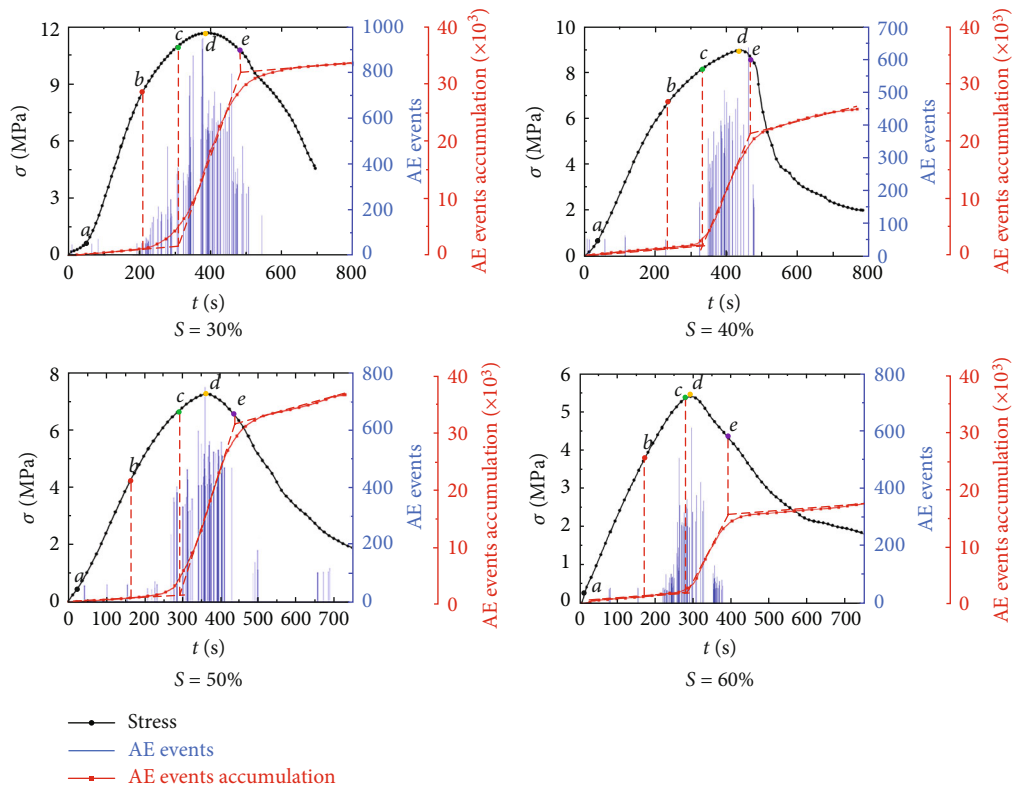 12
9
6
3
0
σ (MPa)
a
b
c
d
e
0
200
400
600
800
t (s)
1000
800
600
400
200
0
AE events
40
30
20
10
0
AE events accumulation (×10³)
S = 30%
10
8
6
4
2
0
σ (MPa)
a
b
c
d
e
0
200
400
600
800
t (s)
700
600
500
400
300
200
100
0
AE events
40
30
20
10
0
AE events accumulation (×10³)
S = 40%
8
6
4
2
0
σ (MPa)
a
b
c
d
e
0
100
200
300
400
500
600
700
t (s)
800
600
400
200
0
AE events
40
30
20
10
0
AE events accumulation (×10³)
S = 50%
6
5
4
3
2
1
0
σ (MPa)
a
b
c
d
e
0
100
200
300
400
500
600
700
t (s)
800
600
400
200
0
AE events
40
30
20
10
0
AE events accumulation (×10³)
S = 60%
Stress
AE events
AE events accumulation